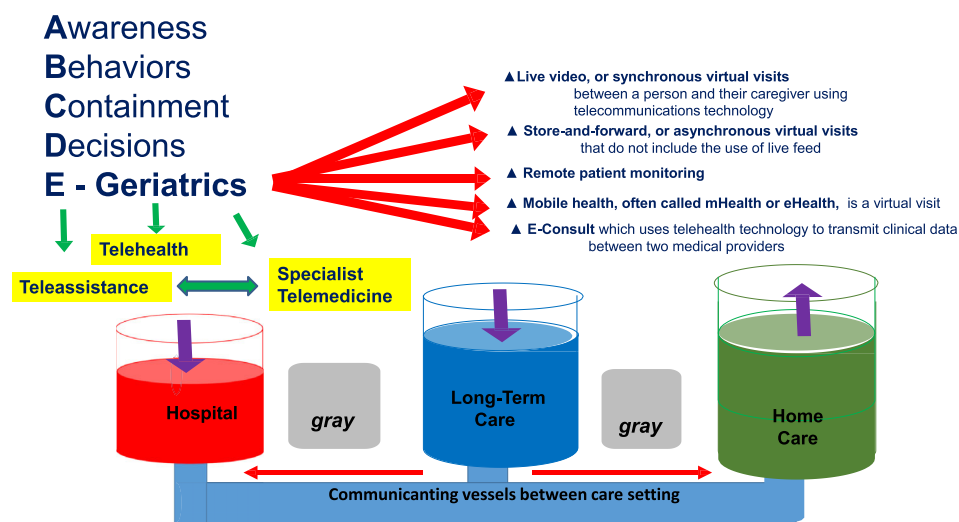 Awareness
Behaviors
Containment
Decisions
E - Geriatrics
▲Live video, or synchronous virtual visits
between a person and their caregiver using
telecommunications technology
▲ Store-and-forward, or asynchronous virtual visits
that do not include the use of live feed
▲ Remote patient monitoring
▲ Mobile health, often called mHealth or eHealth, is a virtual visit
▲ E-Consult which uses telehealth technology to transmit clinical data
between two medical providers
Telehealth
Teleassistance
Specialist
Telemedicine
Hospital
gray
Long-Term
Care
gray
Home
Care
Communicanting vessels between care setting